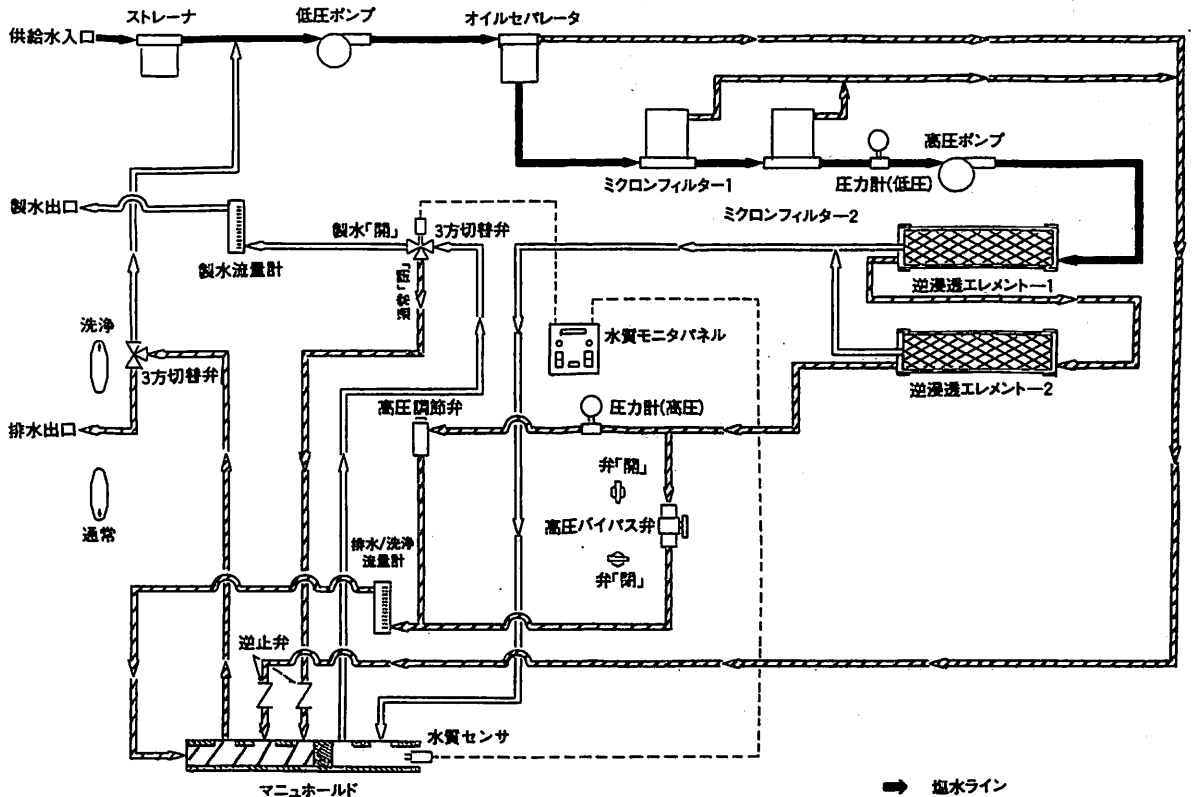 ストレーナ
低圧ポンプ
オイルセパレータ
供給水入口
高圧ポンプ
ミクロンフィルター1
圧力計(低圧)
ミクロンフィルター2
製水出口
製水「開」
3方切替弁
製水流量計
通常「閉」
逆浸透エレメントー1
洗浄
水質モニタパネル
3方切替弁
逆浸透エレメントー2
高圧調節弁
圧力計(高圧)
排水出口
弁「開」
通常
高圧バイパス弁
排水/洗浄
流量計
弁「閉」
逆止弁
水質センサ
マニュホールド
塩水ライン